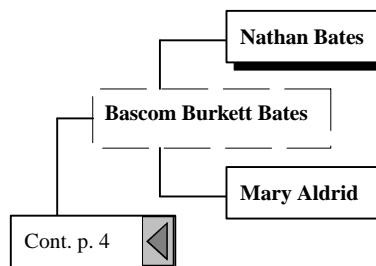 Nathan Bates
Bascom Burkett Bates
Mary Aldrid
Cont. p. 4